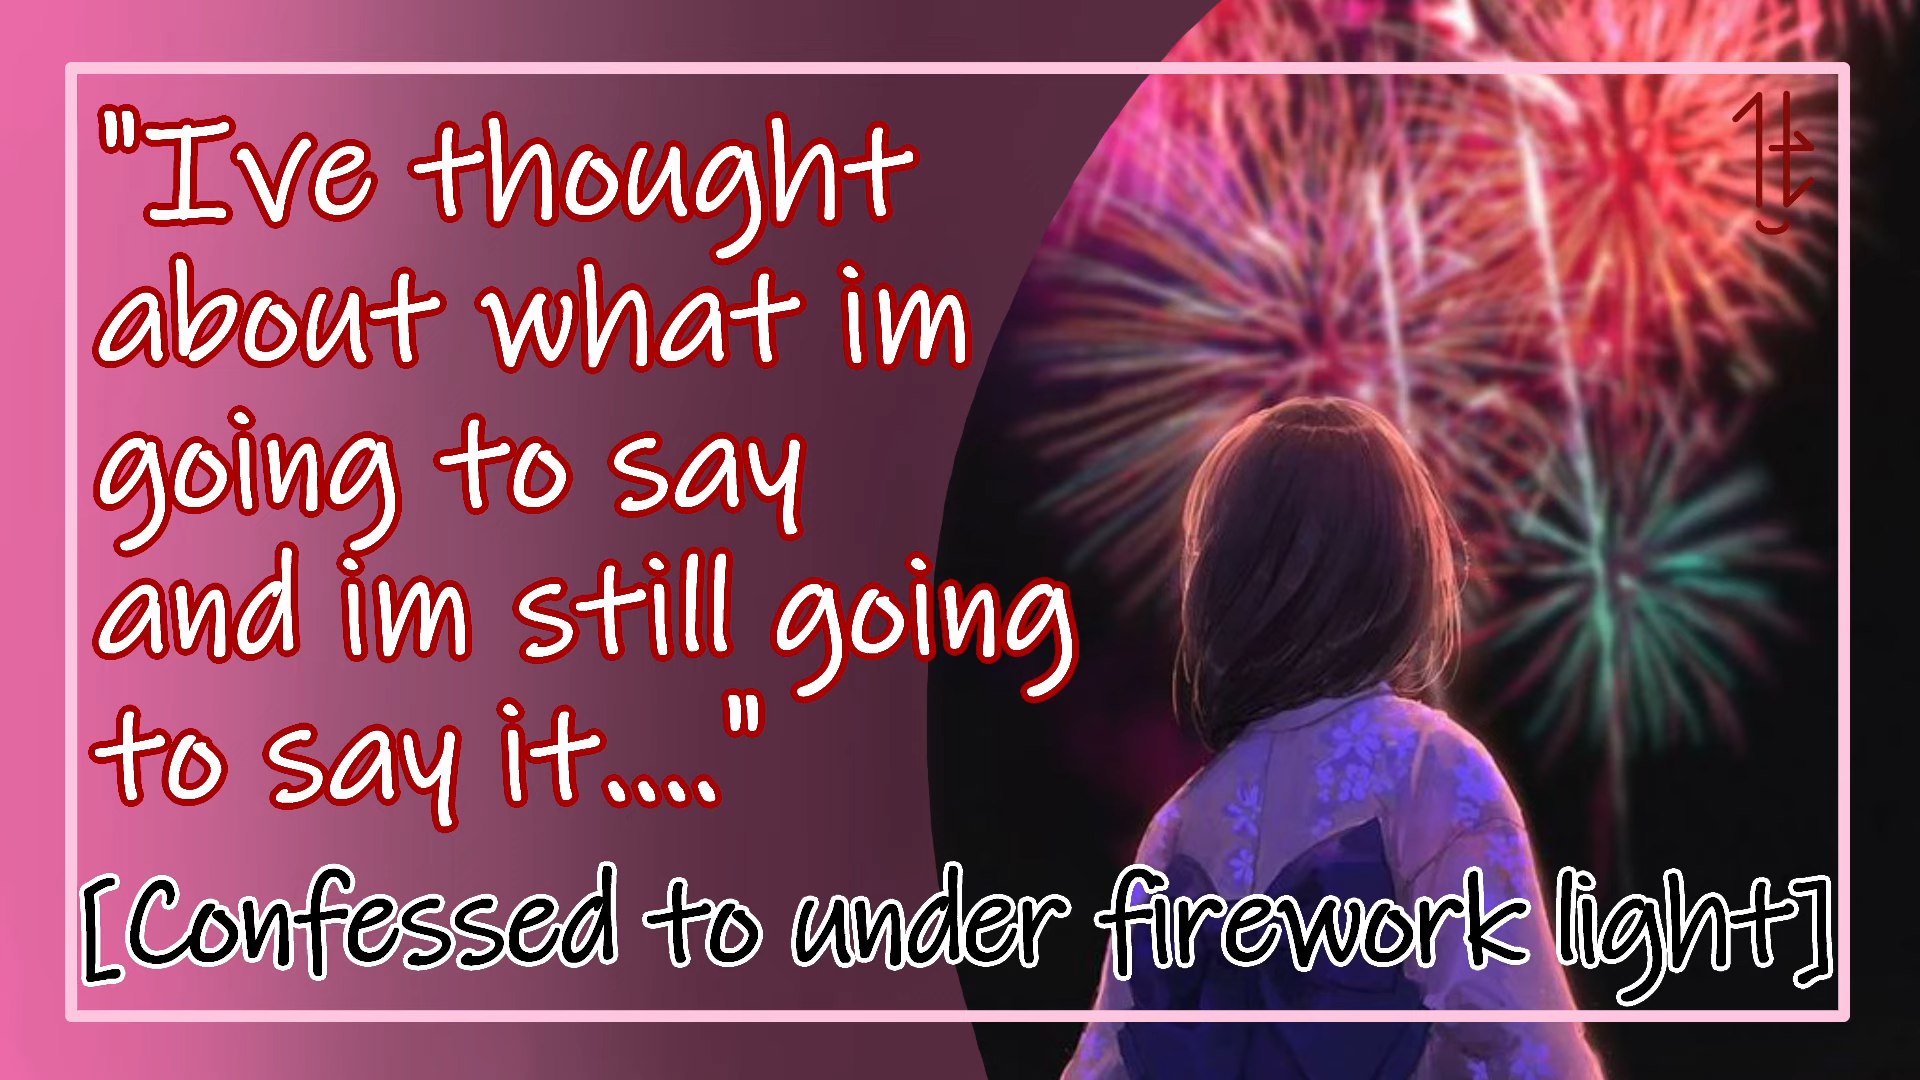 "Ive thought
about what im
going to say
and im still going
to say it...."
[Confessed to under firework light]